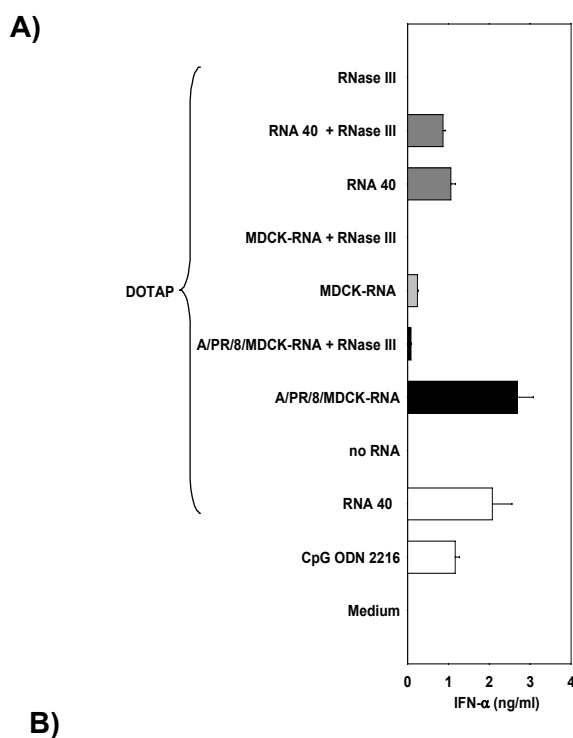 A)
RNase III
RNA 40 + RNase III
RNA 40
MDCK-RNA + RNase III
DOTAP
MDCK-RNA
A/PR/8/MDCK-RNA + RNase III
A/PR/8/MDCK-RNA
no RNA
RNA 40
CpG ODN 2216
Medium
0 1 2 3 4
IFN-α (ng/ml)
B)